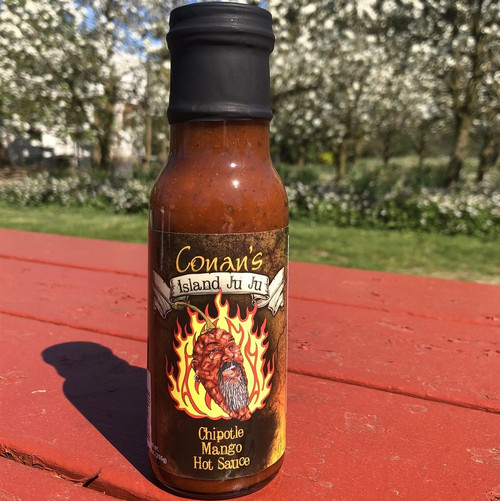 Conan's
Island Ju Ju
Chipotle
Mango
Hot Sauce